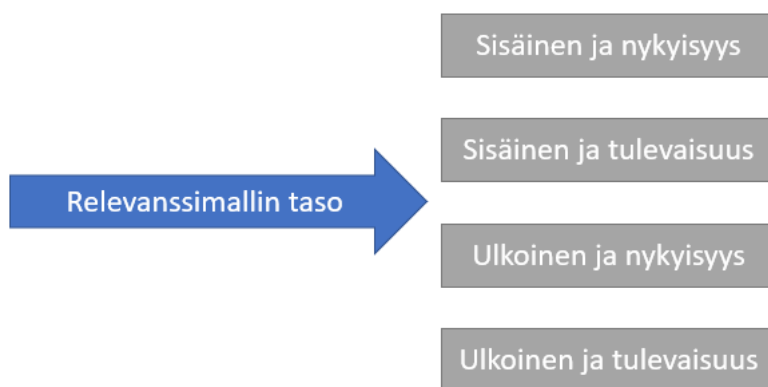 Sisäinen ja nykyisyys
Sisäinen ja tulevaisuus
Relevanssimallin taso
Ulkoinen ja nykyisyys
Ulkoinen ja tulevaisuus